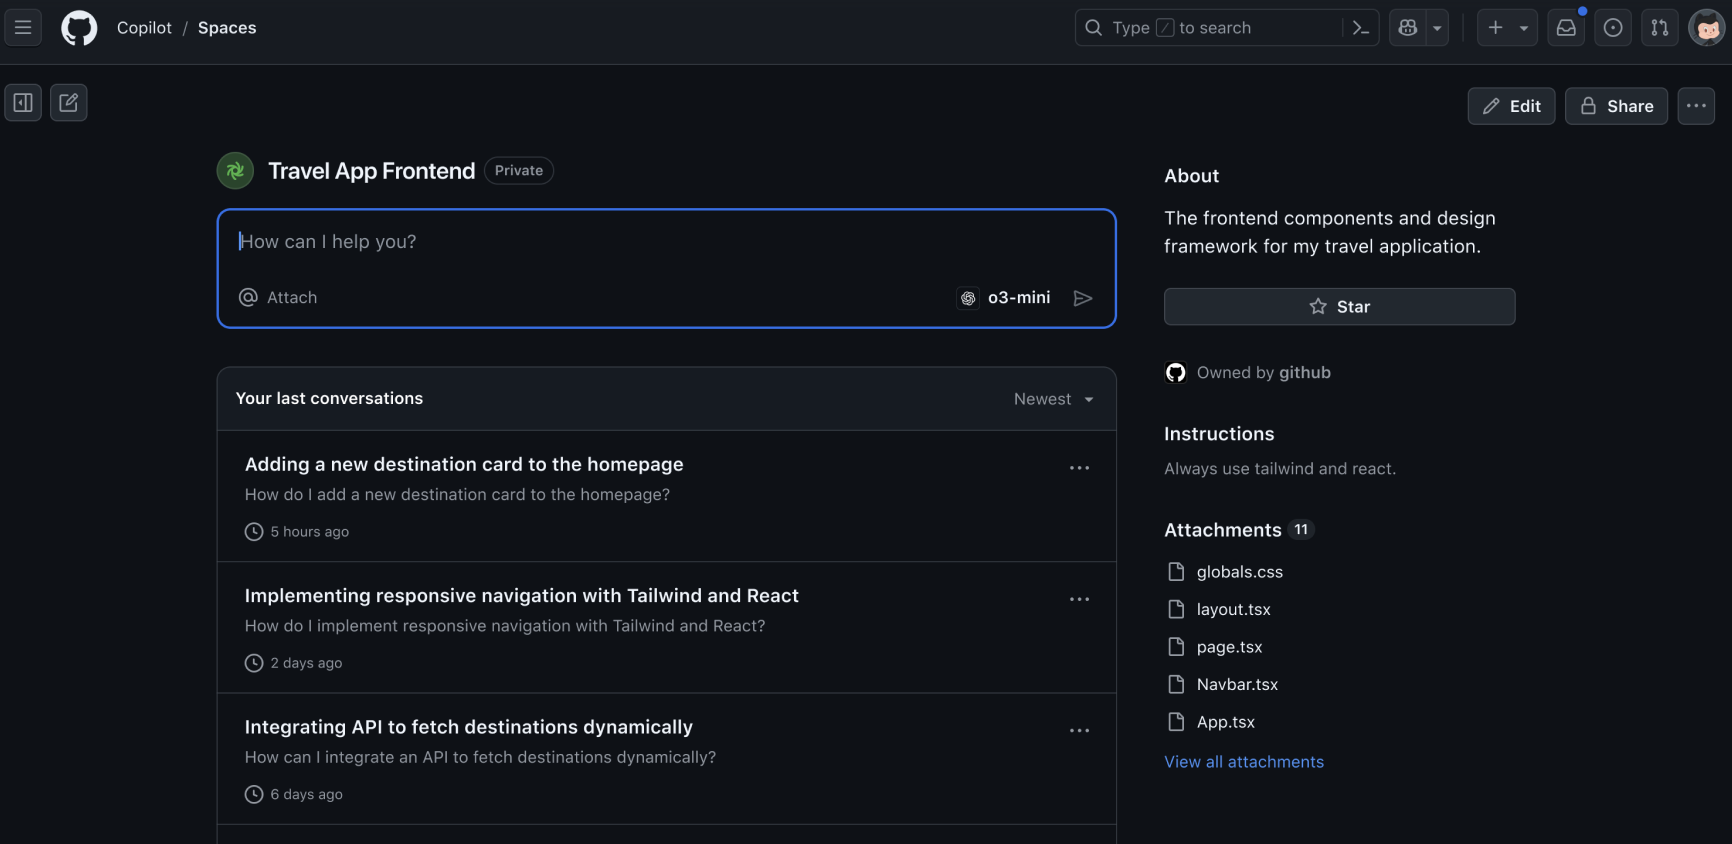 Copilot / Spaces
Type / to search
Edit
Share
Travel App Frontend
Private
How can I help you?
Attach
o3-mini
Your last conversations
Newest
Adding a new destination card to the homepage
How do I add a new destination card to the homepage?
5 hours ago
Implementing responsive navigation with Tailwind and React
How do I implement responsive navigation with Tailwind and React?
2 days ago
Integrating API to fetch destinations dynamically
How can I integrate an API to fetch destinations dynamically?
6 days ago
About
The frontend components and design
framework for my travel application.
Star
Owned by github
Instructions
Always use tailwind and react.
Attachments 11
globals.css
layout.tsx
page.tsx
Navbar.tsx
App.tsx
View all attachments